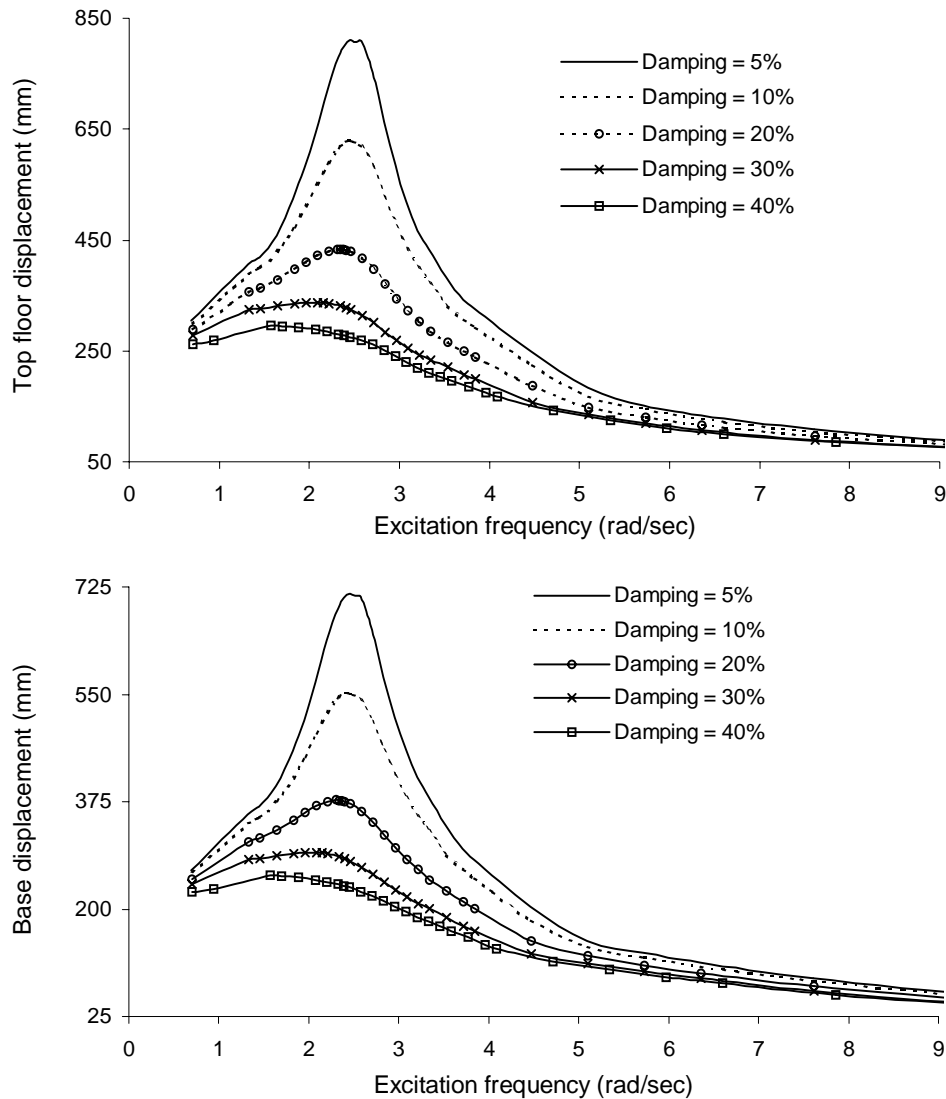 850
650
450
250
50
Top floor displacement (mm)
Damping = 5%
Damping = 10%
Damping = 20%
Damping = 30%
Damping = 40%
0 1 2 3 4 5 6 7 8 9
Excitation frequency (rad/sec)
725
550
375
200
25
Base displacement (mm)
Damping = 5%
Damping = 10%
Damping = 20%
Damping = 30%
Damping = 40%
0 1 2 3 4 5 6 7 8 9
Excitation frequency (rad/sec)